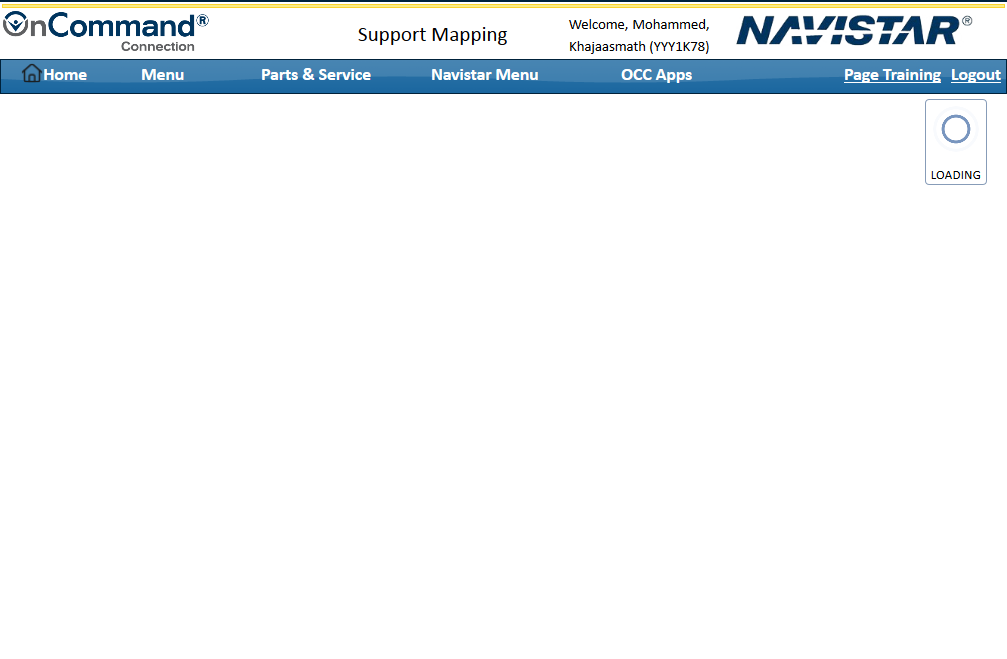 OnCommand®
Connection
Support Mapping
Welcome, Mohammed,
Khajaasmath (YYY1K78)
NAVISTAR®
Home Menu Parts & Service Navistar Menu OCC Apps Page Training Logout
LOADING